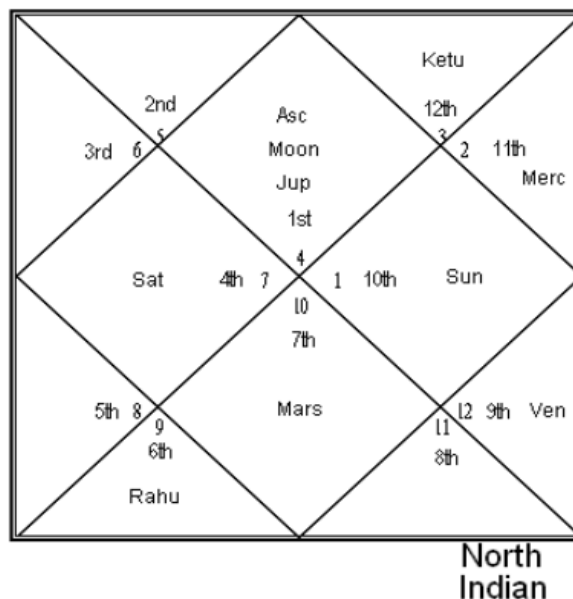 Ketu
2nd
12th
Asc
5
3
3rd 6
Moon
2 11th
Jup
Merc
1st
4
Sat 4th 7
1 10th Sun
10
7th
5th 8
Mars
12 9th Ven
9
11
6th
8th
Rahu
North
Indian